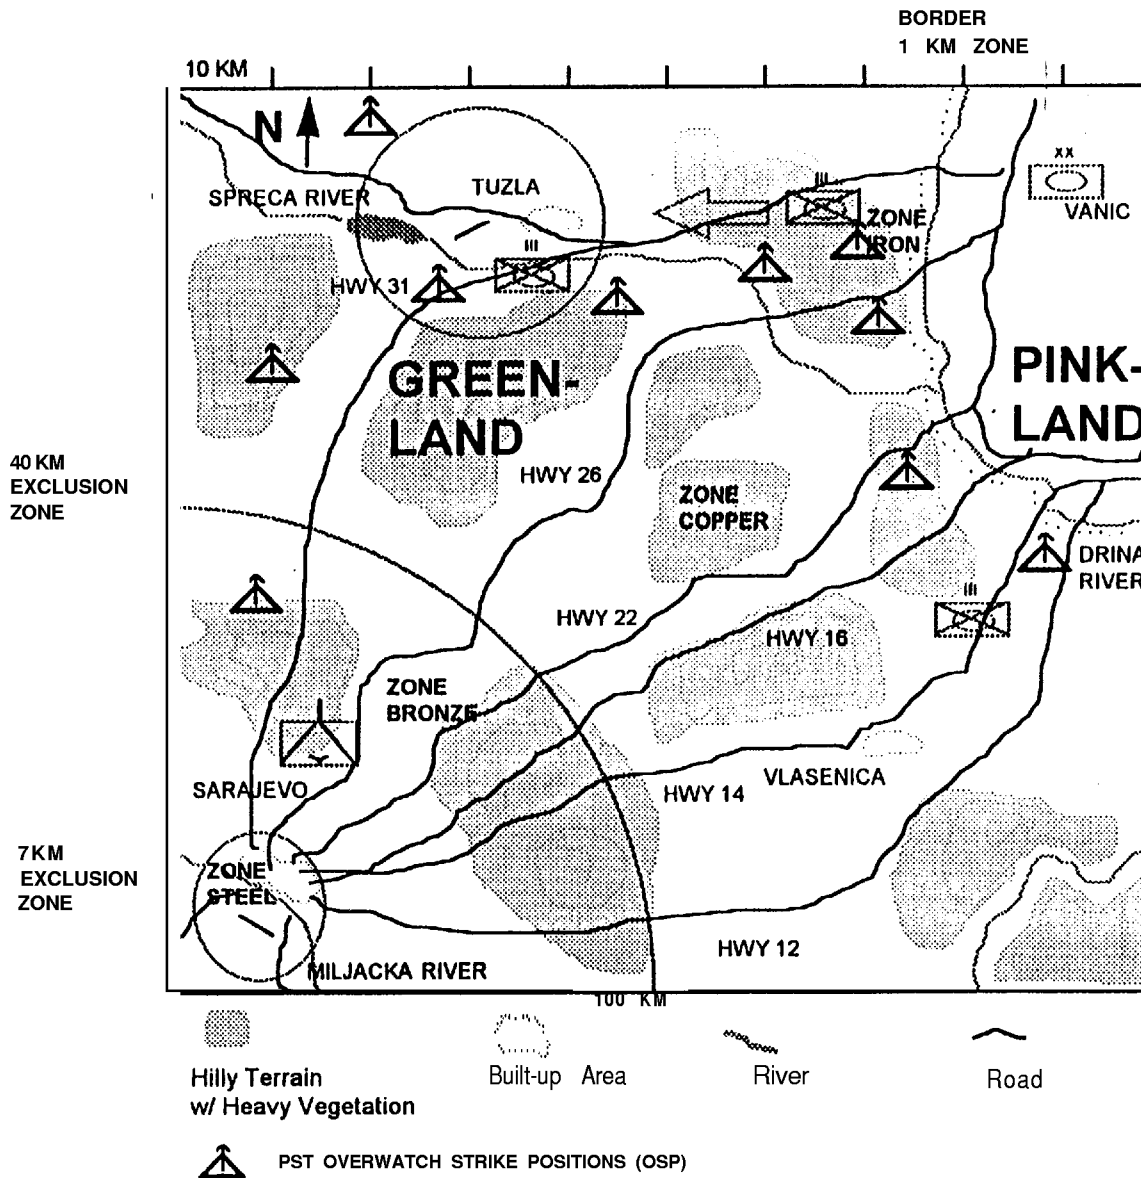 BORDER
1 KM ZONE
10 KM
N
XX
III
SPRECA RIVER
TUZLA
VANIC
ZONE
IRON
III
HWY 31
GREEN-
LAND
PINK-
LAND
40 KM
EXCLUSION
ZONE
HWY 26
ZONE
COPPER
DRINA
RIVER
III
HWY 22
HWY 16
ZONE
BRONZE
SARAJEVO
VLASENICA
HWY 14
7 KM
EXCLUSION
ZONE
ZONE
STEEL
HWY 12
MILJACKA RIVER
100 KM
Hilly Terrain
w/ Heavy Vegetation
Built-up Area
River
Road
PST OVERWATCH STRIKE POSITIONS (OSP)